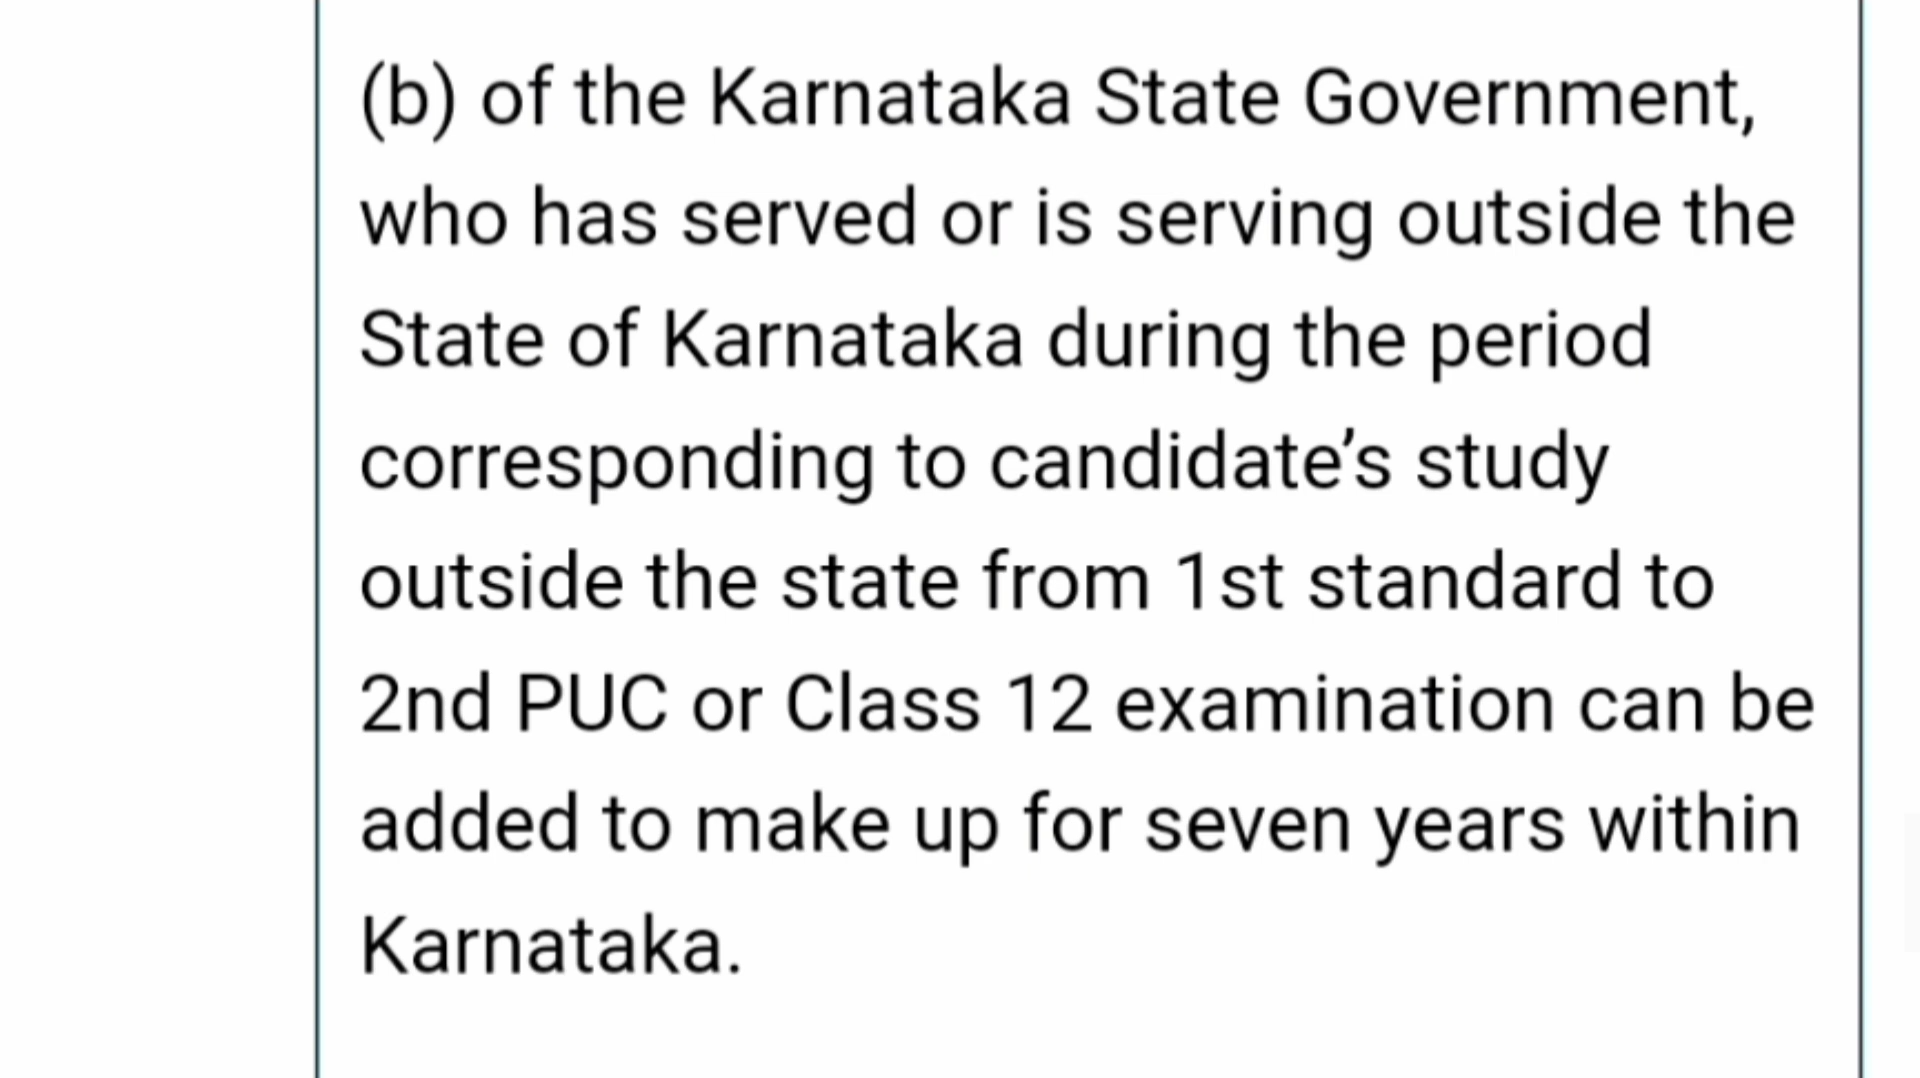 (b) of the Karnataka State Government,
who has served or is serving outside the
State of Karnataka during the period
corresponding to candidate’s study
outside the state from 1st standard to
2nd PUC or Class 12 examination can be
added to make up for seven years within
Karnataka.